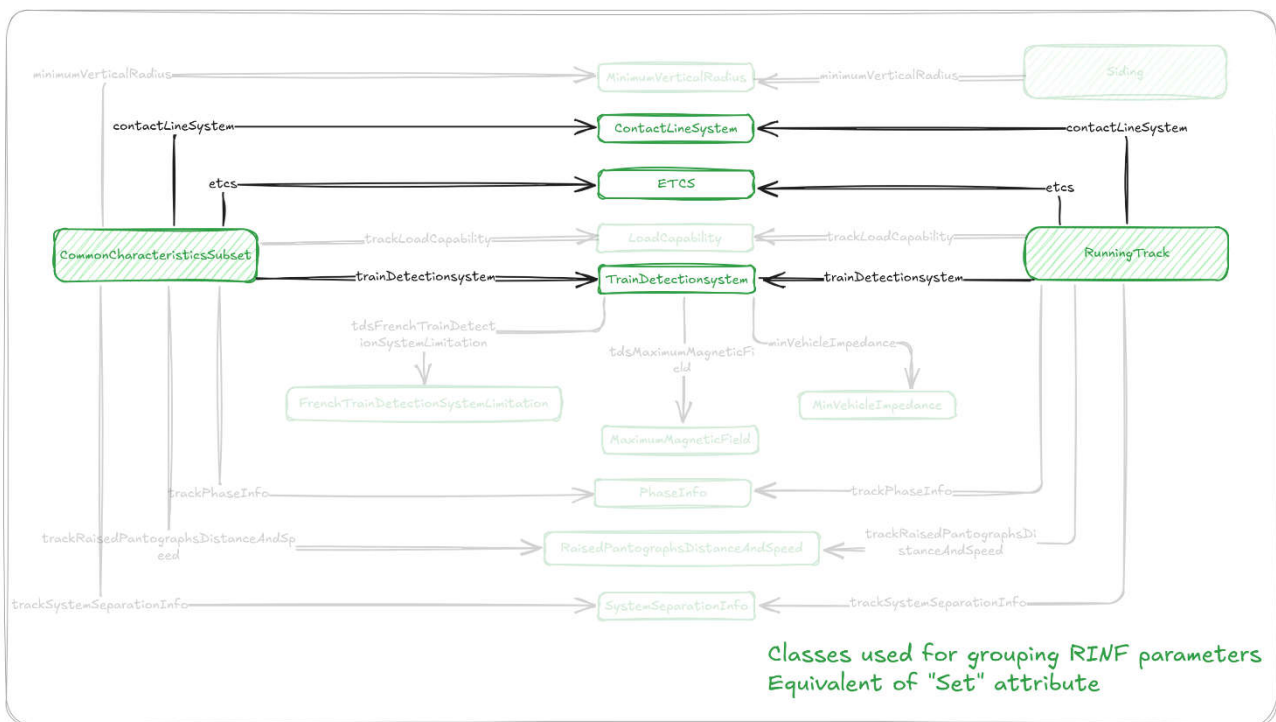 minimumVerticalRadius
MinimumVerticalRadius
minimumVerticalRadius
Siding
contactLineSystem
ContactLineSystem
contactLineSystem
etcs
ETCS
etcs
CommonCharacteristicsSubset
trackLoadCapability
LoadCapability
trackLoadCapability
RunningTrack
trainDetectionsystem
TrainDetectionsystem
trainDetectionsystem
tdsFrenchTrainDetect
ionSystemLimitation
tdsMaximumMagneticFi
eld
minVehicleImpedance
FrenchTrainDetectionSystemLimitation
MinVehicleImpedance
MaximumMagneticField
trackPhaseInfo
PhaseInfo
trackPhaseInfo
trackRaisedPantographsDistanceAndSp
eed
RaisedPantographsDistanceAndSpeed
trackRaisedPantographsDi
stanceAndSpeed
trackSystemSeparationInfo
SystemSeparationInfo
trackSystemSeparationInfo
Classes used for grouping RINF parameters
Equivalent of "Set" attribute